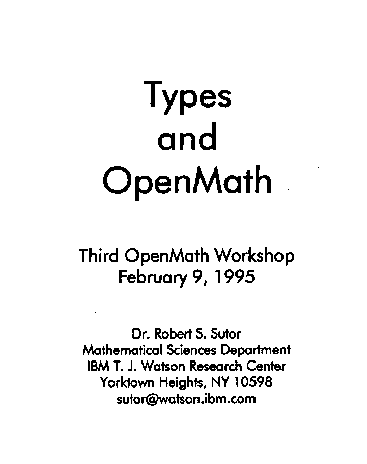 Types
and
OpenMath
Third OpenMath Workshop
February 9, 1995
Dr. Robert S. Sutor
Mathematical Sciences Department
IBM T. J. Watson Research Center
Yorktown Heights, NY 10598
sutor@watson.ibm.com